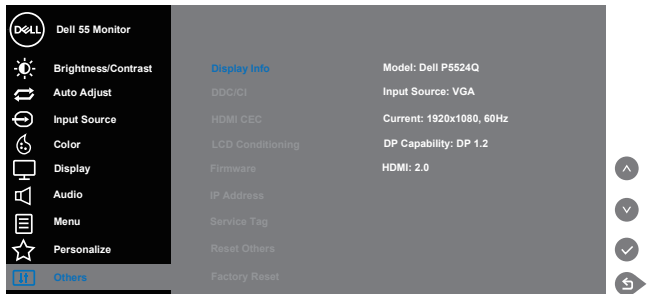 DELL
Dell 55 Monitor
Brightness/Contrast
Auto Adjust
Input Source
Color
Display
Audio
Menu
Personalize
Others
Display Info
DDC/CI
HDMI CEC
LCD Conditioning
Firmware
IP Address
Service Tag
Reset Others
Factory Reset
Model: Dell P5524Q
Input Source: VGA
Current: 1920x1080, 60Hz
DP Capability: DP 1.2
HDMI: 2.0